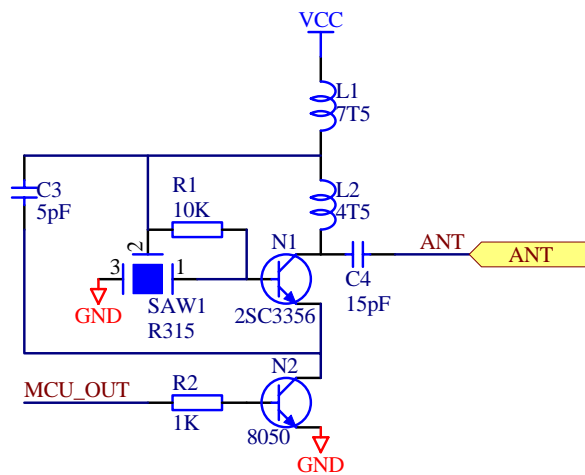 VCC
L1
7T5
C3
5pF
R1
10K
L2
4T5
N1
ANT
ANT
2
3
1
C4
15pF
GND
SAW1
R315
2SC3356
N2
MCU_OUT
R2
1K
8050
GND